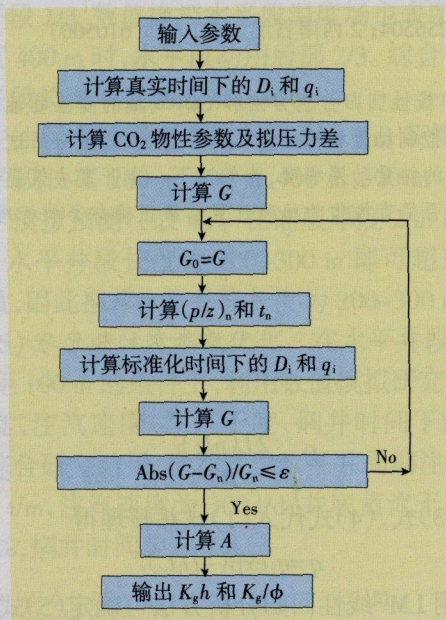 输入参数
计算真实时间下的 Di 和 qi
计算 CO2 物性参数及拟压力差
计算 G
G0=G
计算(p/z)n 和 tn
计算标准化时间下的 Di 和 qi
计算 G
Abs(G-Gn)/Gn≤ε
No
Yes
计算 A
输出 Kgh 和 Kg/ϕ